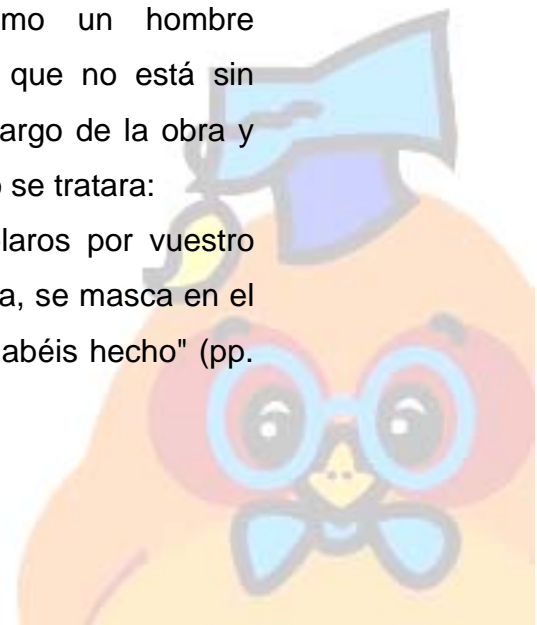 mo un hombre
que no está sin
argo de la obra y
o se tratara:
laros por vuestro
a, se masca en el
abéis hecho" (pp.